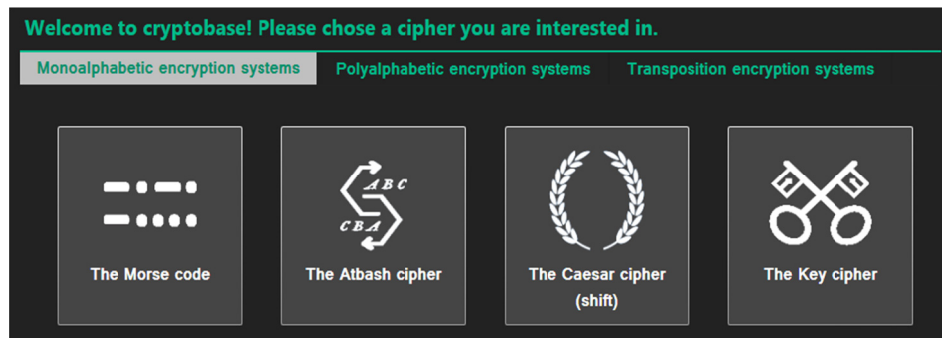 Welcome to cryptobase! Please chose a cipher you are interested in.
Monoalphabetic encryption systems
Polyalphabetic encryption systems
Transposition encryption systems
ABC
CBA
The Morse code
The Atbash cipher
The Caesar cipher
(shift)
The Key cipher